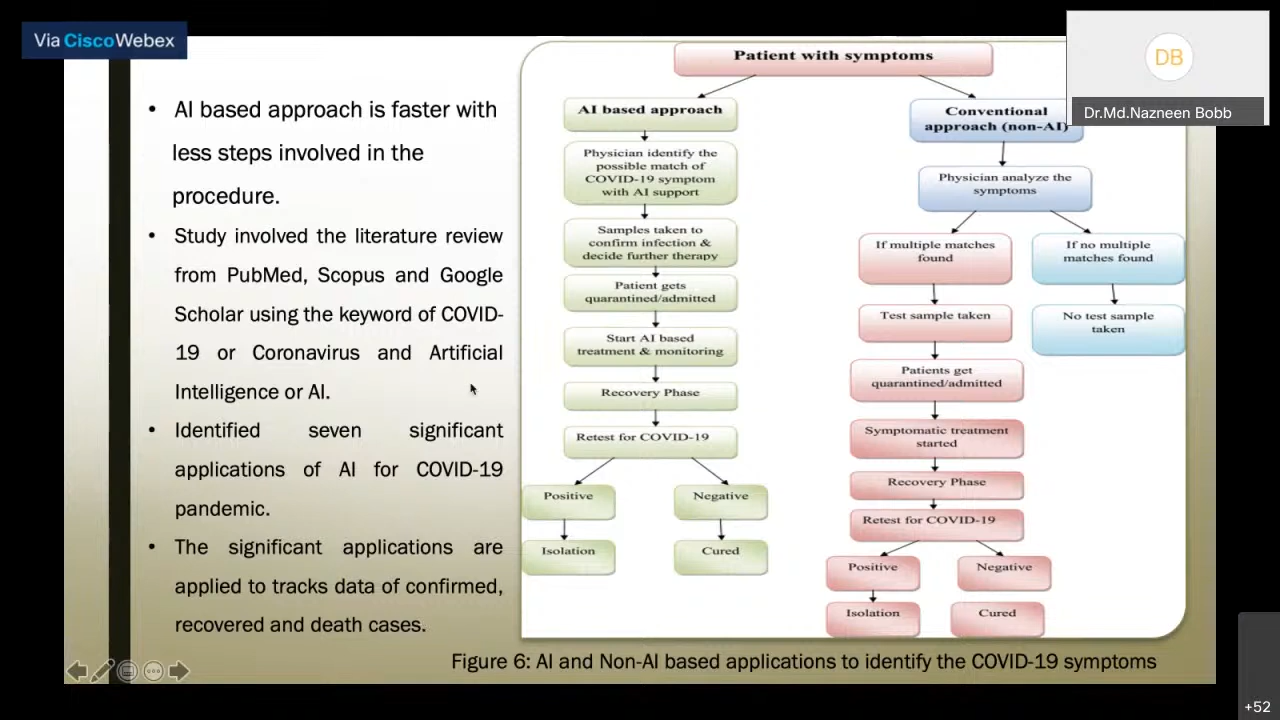 Via CiscoWebex
DB
Dr.Md.Nazneen Bobb
• AI based approach is faster with
less steps involved in the
procedure.
• Study involved the literature review
from PubMed, Scopus and Google
Scholar using the keyword of COVID-
19 or Coronavirus and Artificial
Intelligence or AI.
• Identified seven significant
applications of AI for COVID-19
pandemic.
• The significant applications are
applied to tracks data of confirmed,
recovered and death cases.
Patient with symptoms
AI based approach
Physician identify the
possible match of
COVID-19 symptom
with AI support
Samples taken to
confirm infection &
decide further therapy
Patient gets
quarantined/admitted
Start AI based
treatment & monitoring
Recovery Phase
Retest for COVID-19
Positive
Negative
Isolation
Cured
Conventional
approach (non-AI)
Physician analyze the
symptoms
If multiple matches
found
If no multiple
matches found
Test sample taken
No test sample
taken
Patients get
quarantined/admitted
Symptomatic treatment
started
Recovery Phase
Retest for COVID-19
Positive
Negative
Isolation
Cured
Figure 6: AI and Non-AI based applications to identify the COVID-19 symptoms
+52